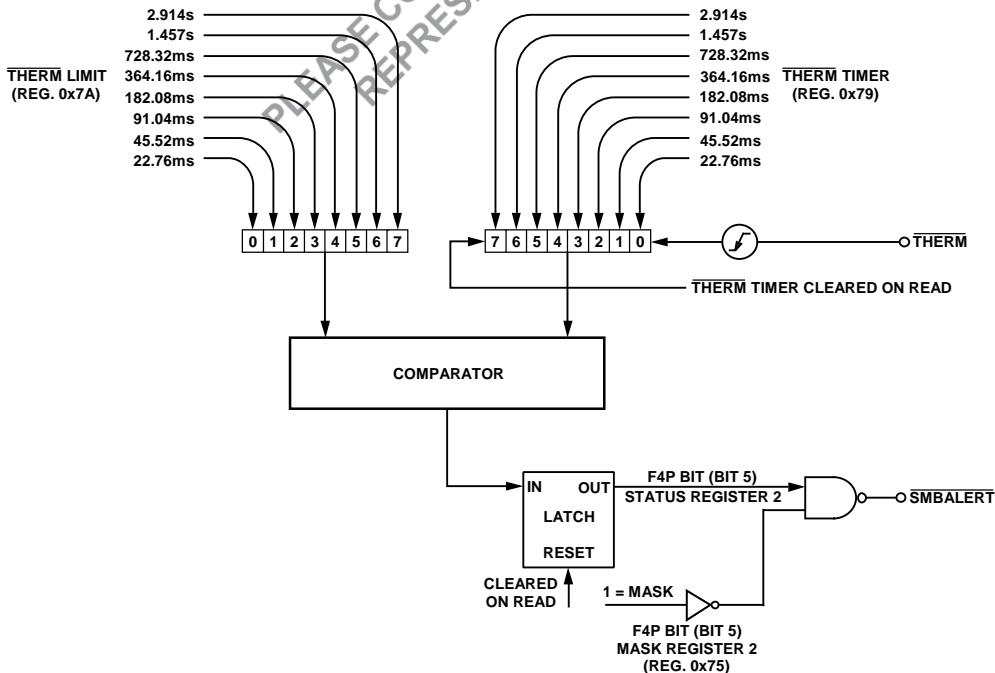 PLEASE CO
REPRES
2.914s
1.457s
728.32ms
364.16ms
182.08ms
91.04ms
45.52ms
22.76ms
THERM LIMIT
(REG. 0x7A)
2.914s
1.457s
728.32ms
364.16ms
182.08ms
91.04ms
45.52ms
22.76ms
THERM TIMER
(REG. 0x79)
0 1 2 3 4 5 6 7
7 6 5 4 3 2 1 0
THERM
THERM TIMER CLEARED ON READ
COMPARATOR
IN OUT
LATCH
RESET
F4P BIT (BIT 5)
STATUS REGISTER 2
SMBALERT
CLEARED
ON READ
1 = MASK
F4P BIT (BIT 5)
MASK REGISTER 2
(REG. 0x75)